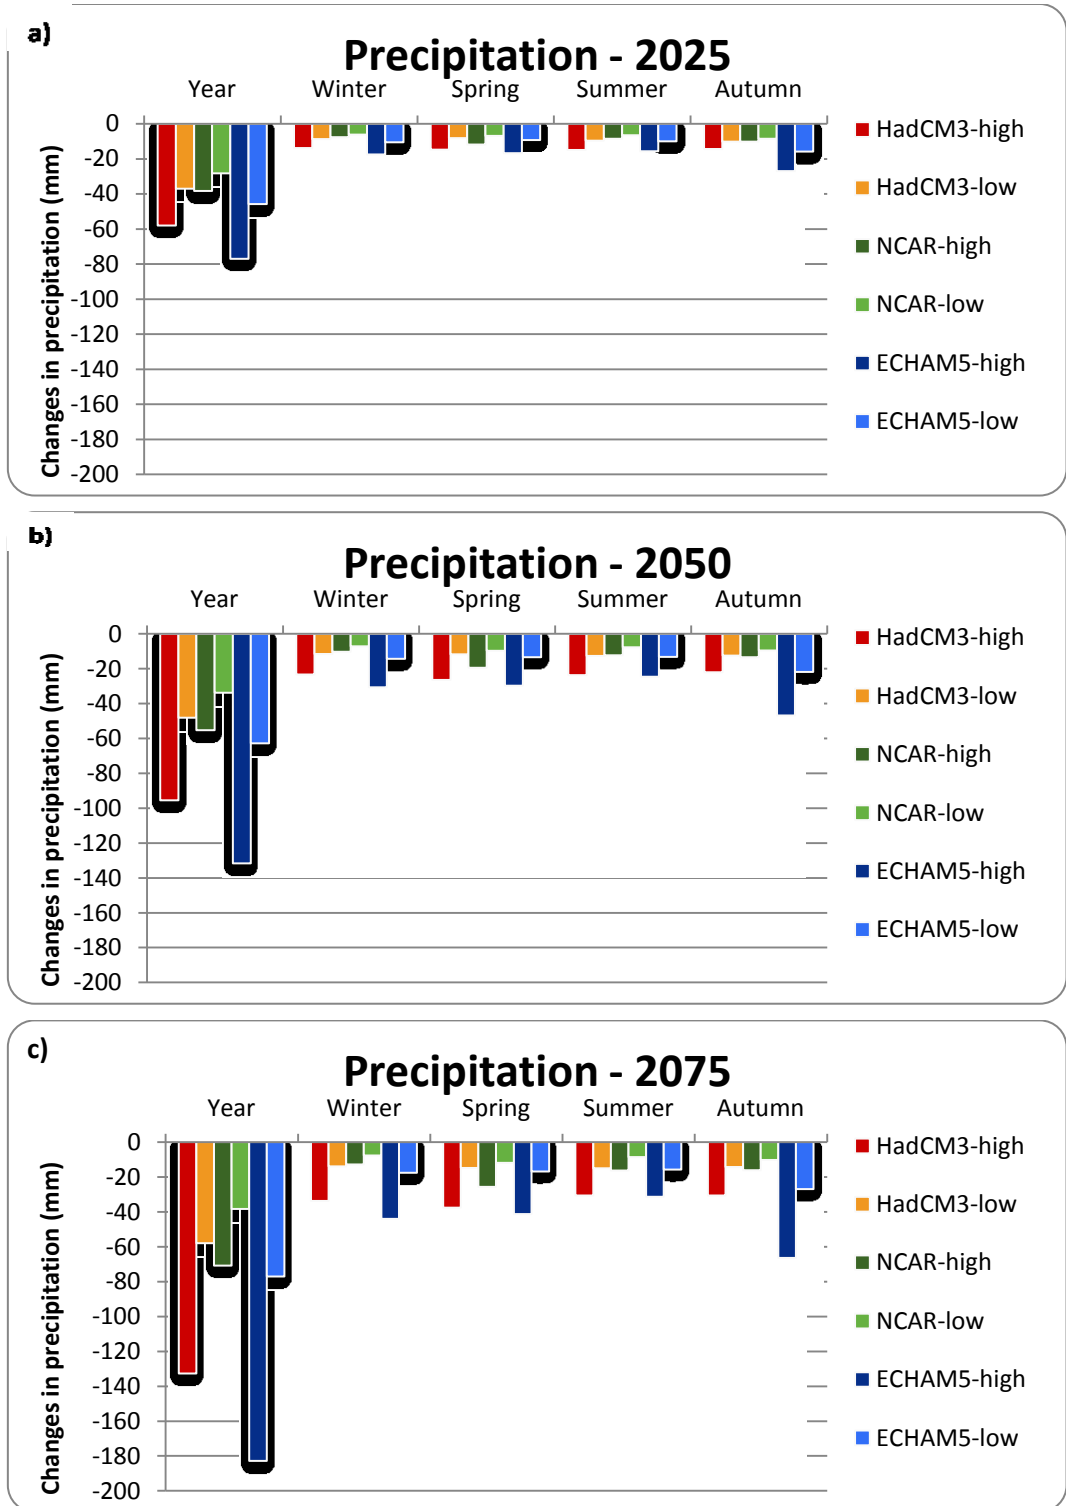 a)
Precipitation - 2025
Year Winter Spring Summer Autumn
Changes in precipitation (mm)
0
-20
-40
-60
-80
-100
-120
-140
-160
-180
-200
HadCM3-high
HadCM3-low
NCAR-high
NCAR-low
ECHAM5-high
ECHAM5-low
b)
Precipitation - 2050
Year Winter Spring Summer Autumn
Changes in precipitation (mm)
0
-20
-40
-60
-80
-100
-120
-140
-160
-180
-200
HadCM3-high
HadCM3-low
NCAR-high
NCAR-low
ECHAM5-high
ECHAM5-low
c)
Precipitation - 2075
Year Winter Spring Summer Autumn
Changes in precipitation (mm)
0
-20
-40
-60
-80
-100
-120
-140
-160
-180
-200
HadCM3-high
HadCM3-low
NCAR-high
NCAR-low
ECHAM5-high
ECHAM5-low